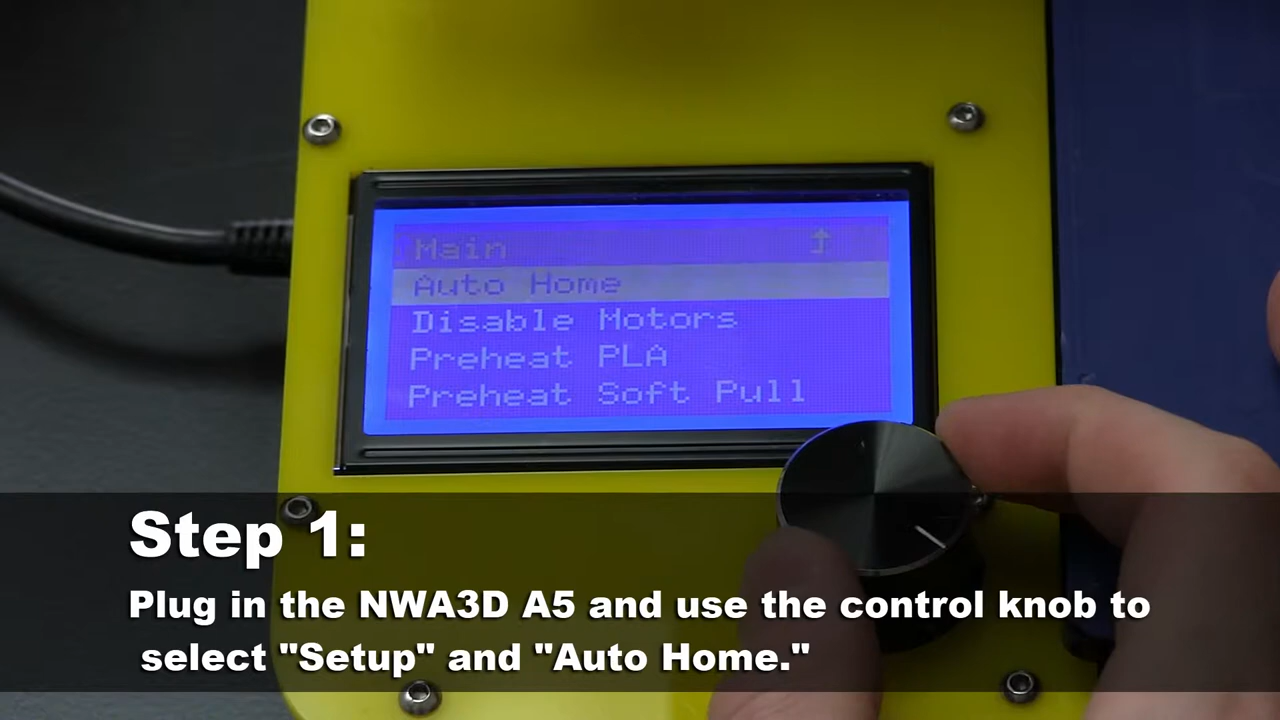 Main
Auto Home
Disable Motors
Preheat PLA
Preheat Soft Pull
Step 1:
Plug in the NWA3D A5 and use the control knob to
select "Setup" and "Auto Home."